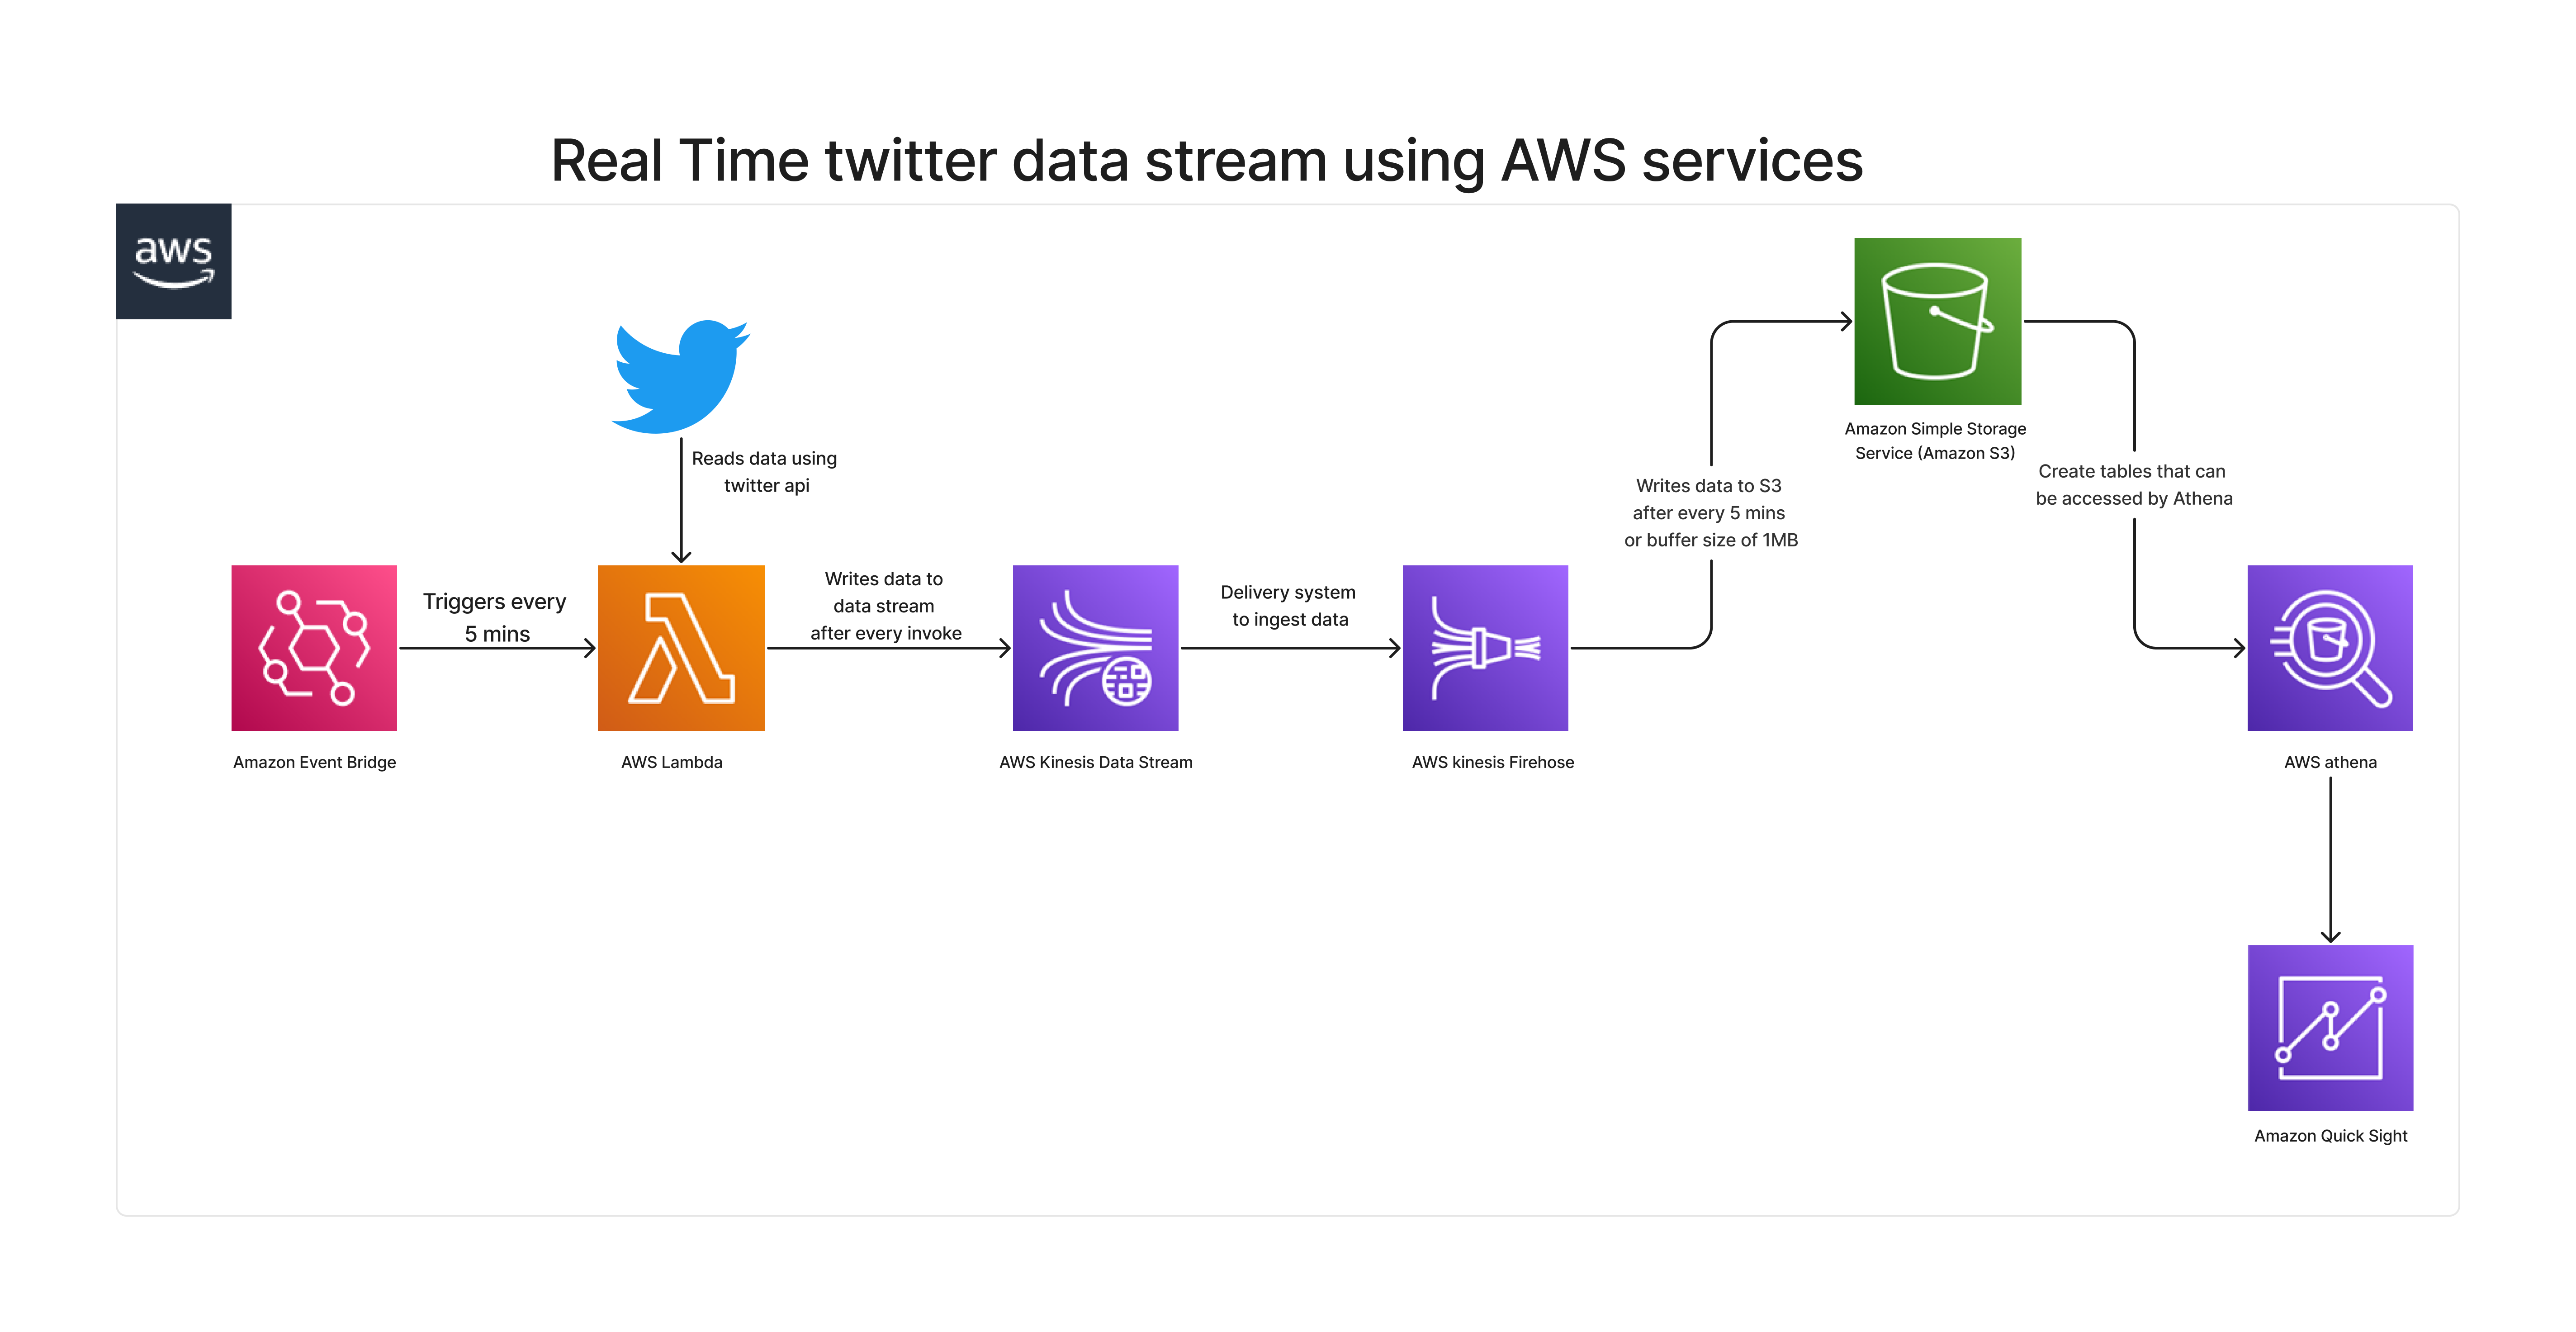 Real Time twitter data stream using AWS services
aws
Reads data using
twitter api
Amazon Simple Storage
Service (Amazon S3)
Writes data to S3
after every 5 mins
or buffer size of 1MB
Create tables that can
be accessed by Athena
Triggers every
5 mins
Writes data to
data stream
after every invoke
Delivery system
to ingest data
Amazon Event Bridge
AWS Lambda
AWS Kinesis Data Stream
AWS kinesis Firehose
AWS athena
Amazon Quick Sight